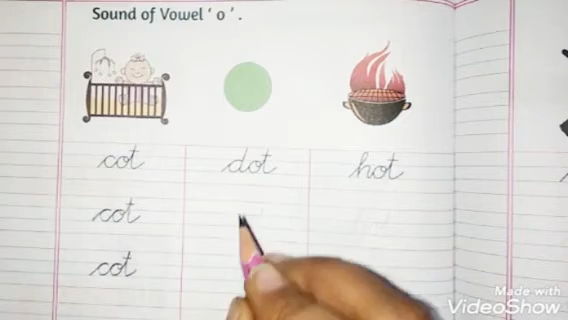 Sound of Vowel ‘ o ’ .
cot dot hot
cot
cot
Made with
VideoShow